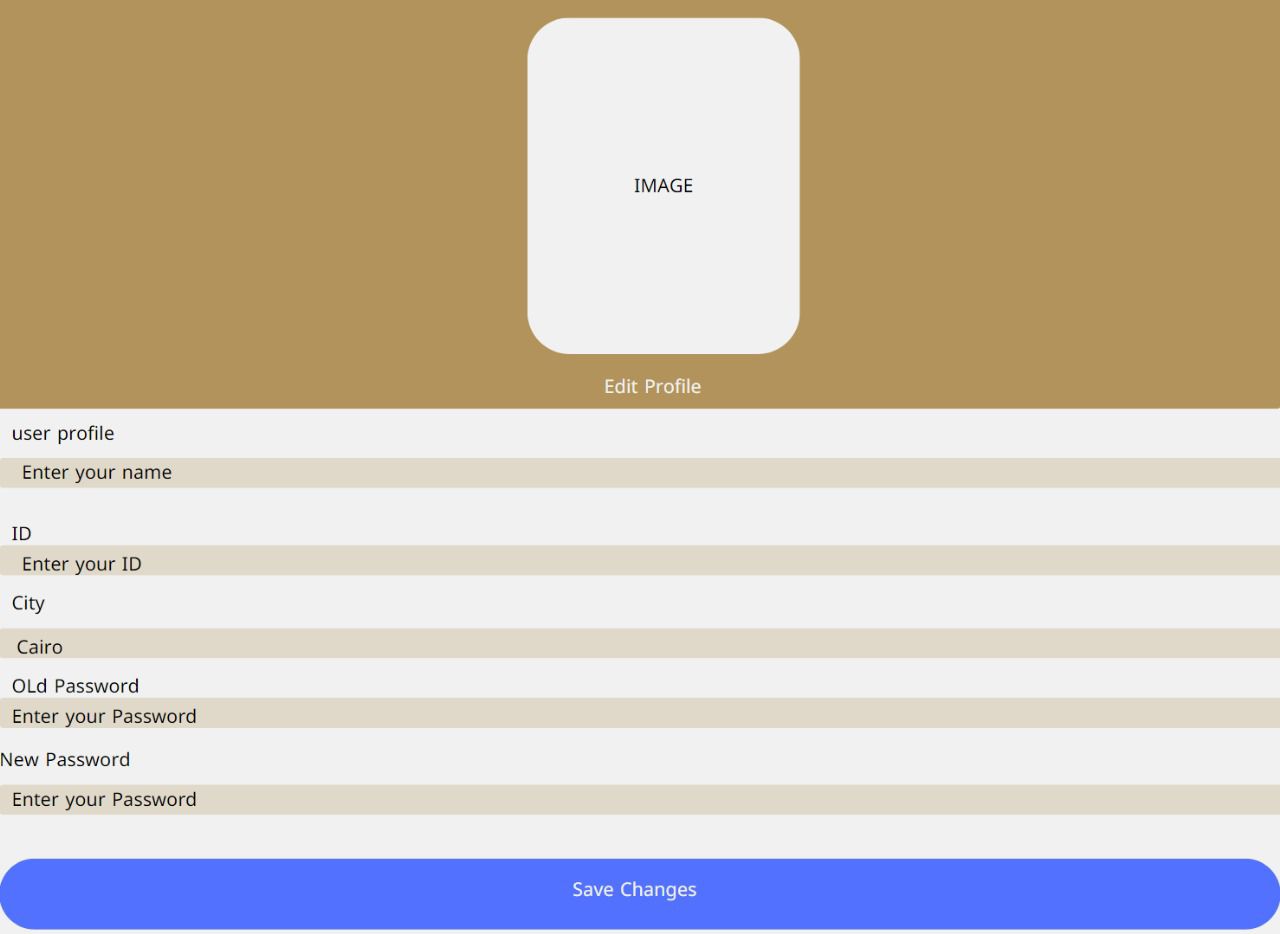 IMAGE
Edit Profile
user profile
Enter your name
ID
Enter your ID
City
Cairo
OLd Password
Enter your Password
New Password
Enter your Password
Save Changes